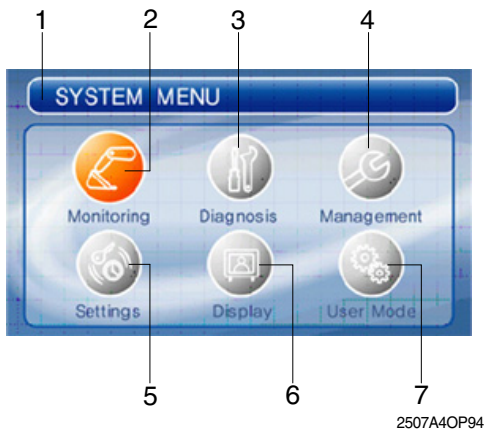 1 2 3 4
SYSTEM MENU
Monitoring Diagnosis Management
Settings Display User Mode
5 6 7
2507A4OP94